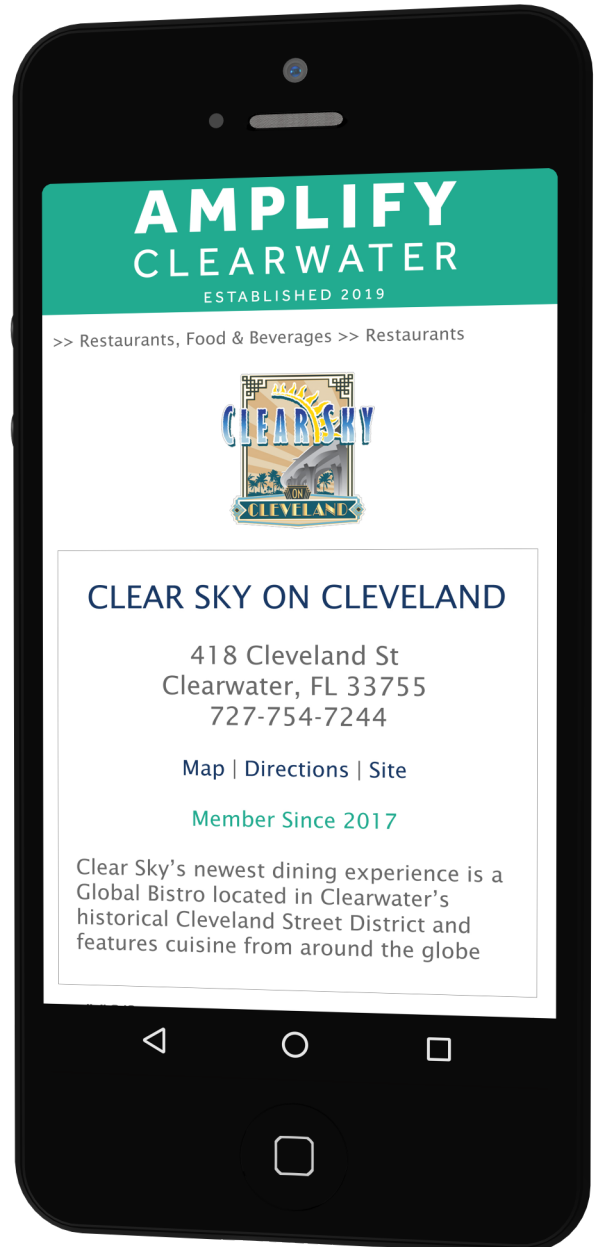 AMPLIFY
CLEARWATER
ESTABLISHED 2019
>> Restaurants, Food & Beverages >> Restaurants
CLEAR SKY
ON
CLEVELAND
CLEAR SKY ON CLEVELAND
418 Cleveland St
Clearwater, FL 33755
727-754-7244
Map | Directions | Site
Member Since 2017
Clear Sky’s newest dining experience is a
Global Bistro located in Clearwater’s
historical Cleveland Street District and
features cuisine from around the globe